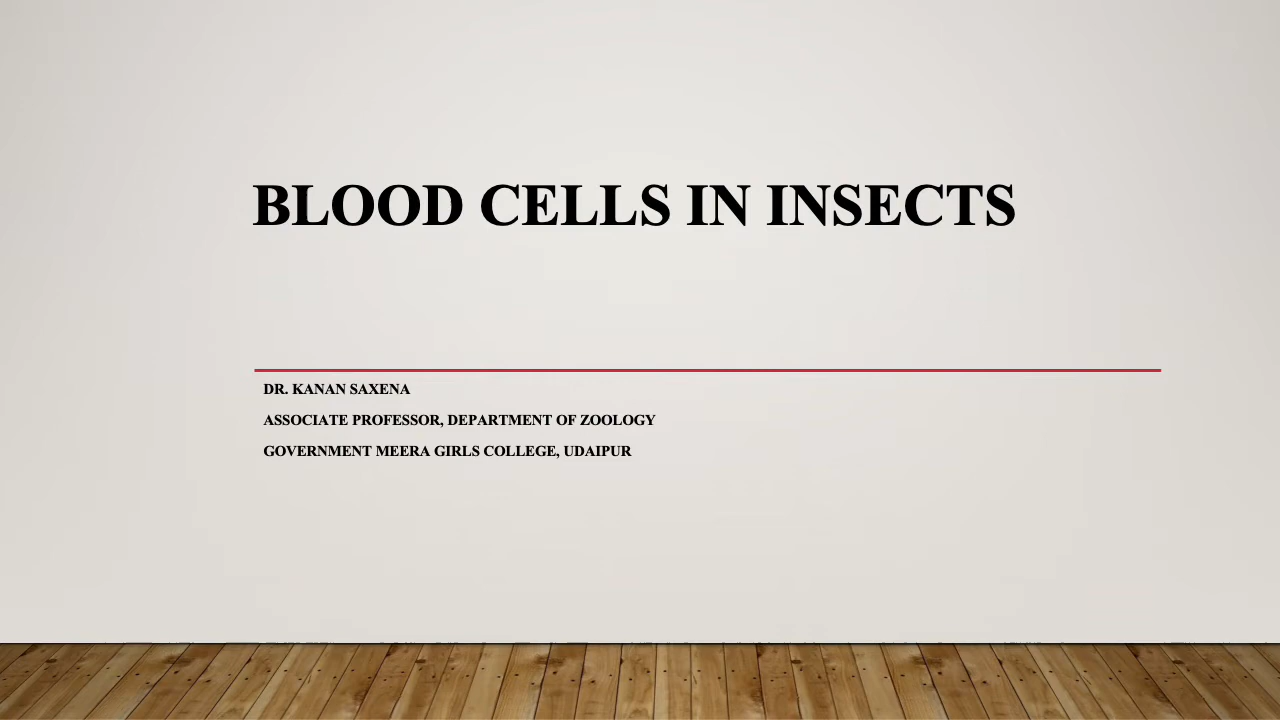 BLOOD CELLS IN INSECTS
DR. KANAN SAXENA
ASSOCIATE PROFESSOR, DEPARTMENT OF ZOOLOGY
GOVERNMENT MEERA GIRLS COLLEGE, UDAIPUR